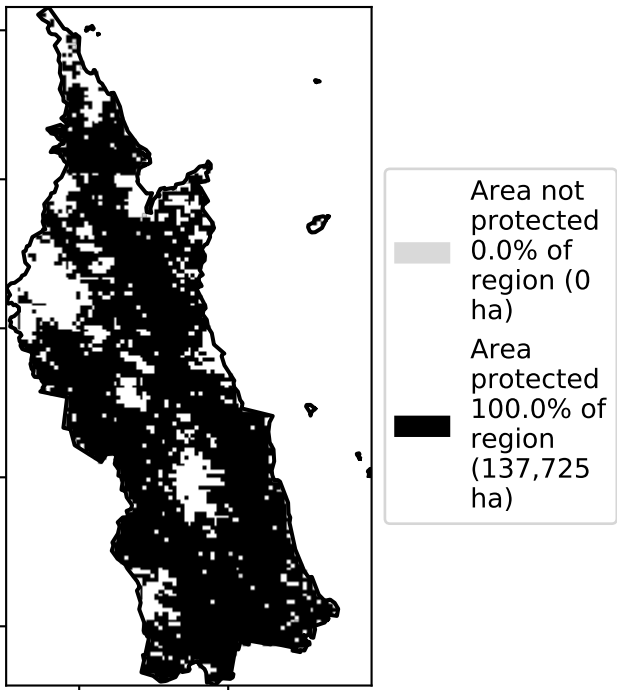 Area not
protected
0.0% of
region (0
ha)
Area
protected
100.0% of
region
(137,725
ha)